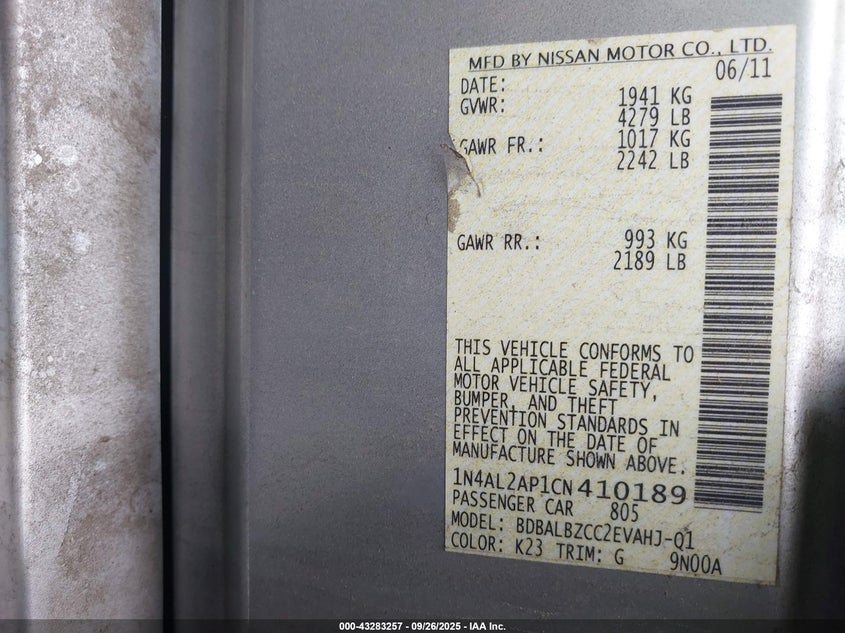 MFD BY NISSAN MOTOR CO., LTD.
DATE: 06/11
GVWR: 1941 KG
4279 LB
GAWR FR.: 1017 KG
2242 LB
GAWR RR.: 993 KG
2189 LB
THIS VEHICLE CONFORMS TO
ALL APPLICABLE FEDERAL
MOTOR VEHICLE SAFETY,
BUMPER, AND THEFT
PREVENTION STANDARDS IN
EFFECT ON THE DATE OF
MANUFACTURE SHOWN ABOVE.
1N4AL2AP1CN410189
PASSENGER CAR 805
MODEL: BDBALBZCC2EVAHJ-Q1
COLOR: K23 TRIM: G 9N00A
000-43283257 - 09/26/2025 - IAA Inc.